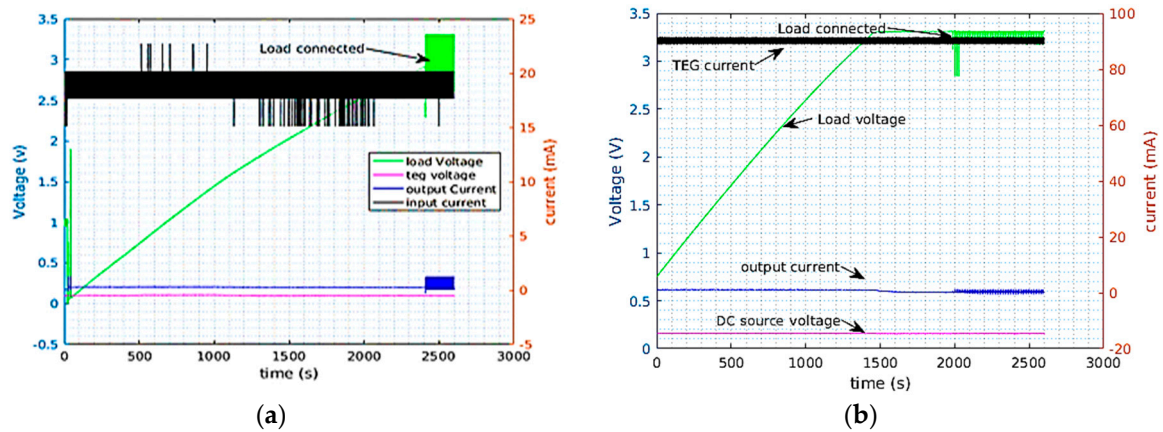 3.5
3
2.5
2
1.5
1
0.5
0
-0.5
Voltage (v)
25
20
15
10
5
0
-5
current (mA)
Load connected
load Voltage
teg voltage
output Current
input current
0 500 1000 1500 2000 2500 3000
time (s)
(a)
3.5
3
2.5
2
1.5
1
0.5
0
Voltage (V)
100
80
60
40
20
0
-20
current (mA)
Load connected
TEG current
Load voltage
output current
DC source voltage
0 500 1000 1500 2000 2500 3000
time (s)
(b)